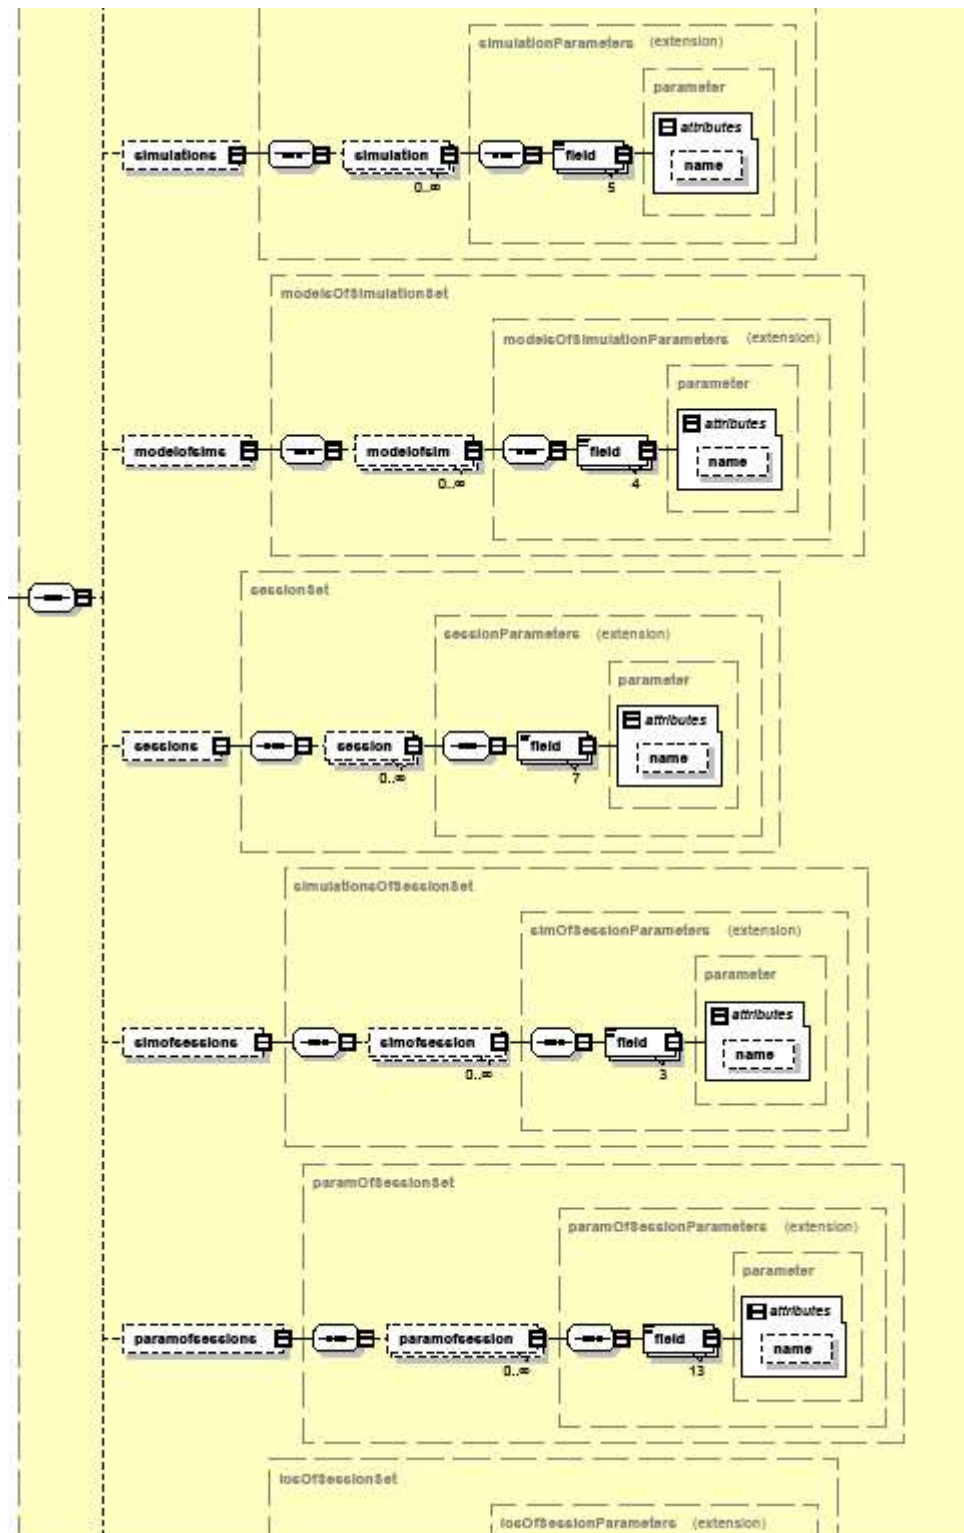 simulationParameters (extension)
parameter
attributes
simulations
simulation
field
name
0..∞
5
modelsOfSimulationSet
modelsOfSimulationParameters (extension)
parameter
attributes
modelofsims
modelofsim
field
name
0..∞
4
sessionSet
sessionParameters (extension)
parameter
attributes
sessions
session
field
name
0..∞
7
simulationsOfSessionSet
simOfSessionParameters (extension)
parameter
attributes
simofsessions
simofsession
field
name
0..∞
3
paramOfSessionSet
paramOfSessionParameters (extension)
parameter
attributes
paramofsessions
paramofsession
field
name
0..∞
13
iosOfSessionSet
iosOfSessionParameters (extension)